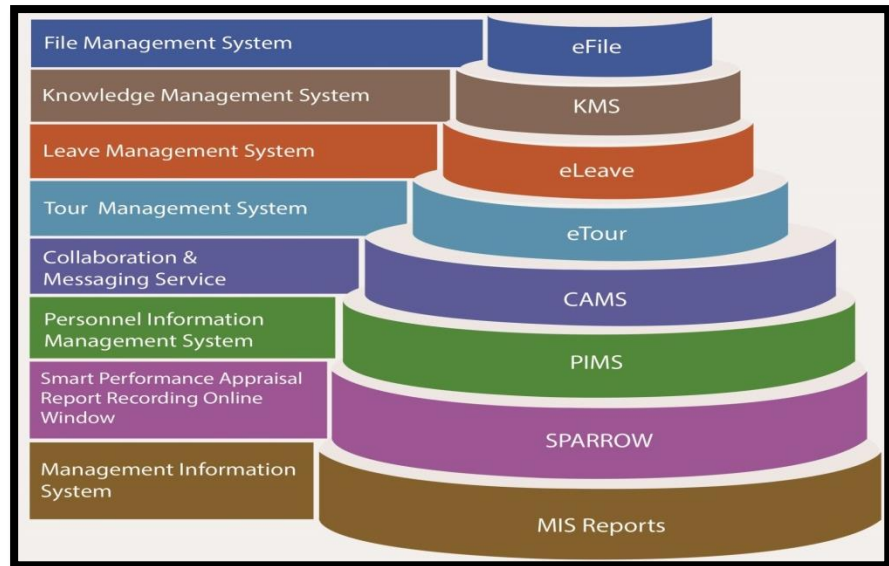 File Management System
eFile
Knowledge Management System
KMS
Leave Management System
eLeave
Tour Management System
eTour
Collaboration &
Messaging Service
CAMS
Personnel Information
Management System
PIMS
Smart Performance Appraisal
Report Recording Online
Window
SPARROW
Management Information
System
MIS Reports